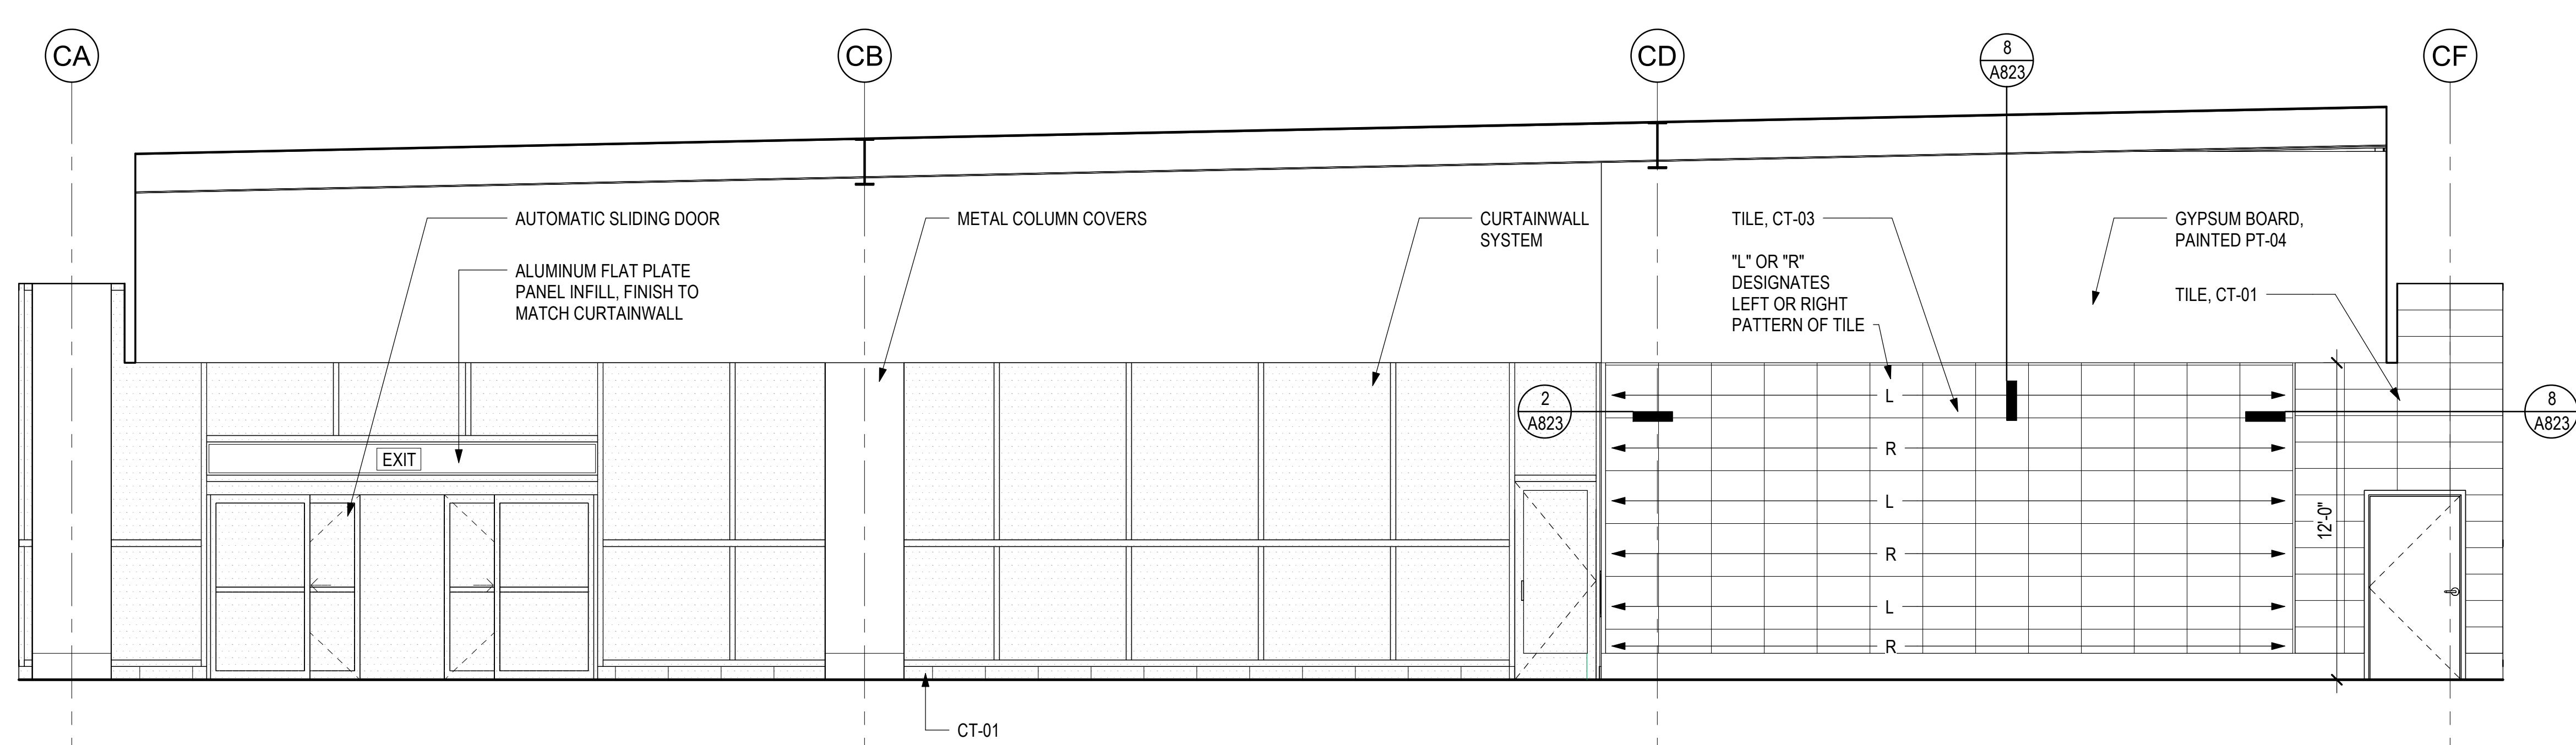 CA
CB
CD
8
A823
CF
AUTOMATIC SLIDING DOOR
ALUMINUM FLAT PLATE
PANEL INFILL, FINISH TO
MATCH CURTAINWALL
METAL COLUMN COVERS
CURTAINWALL
SYSTEM
TILE, CT-03
"L" OR "R"
DESIGNATES
LEFT OR RIGHT
PATTERN OF TILE
GYPSUM BOARD,
PAINTED PT-04
TILE, CT-01
EXIT
2
A823
L
R
L
R
L
R
8
A823
12'-0"
CT-01